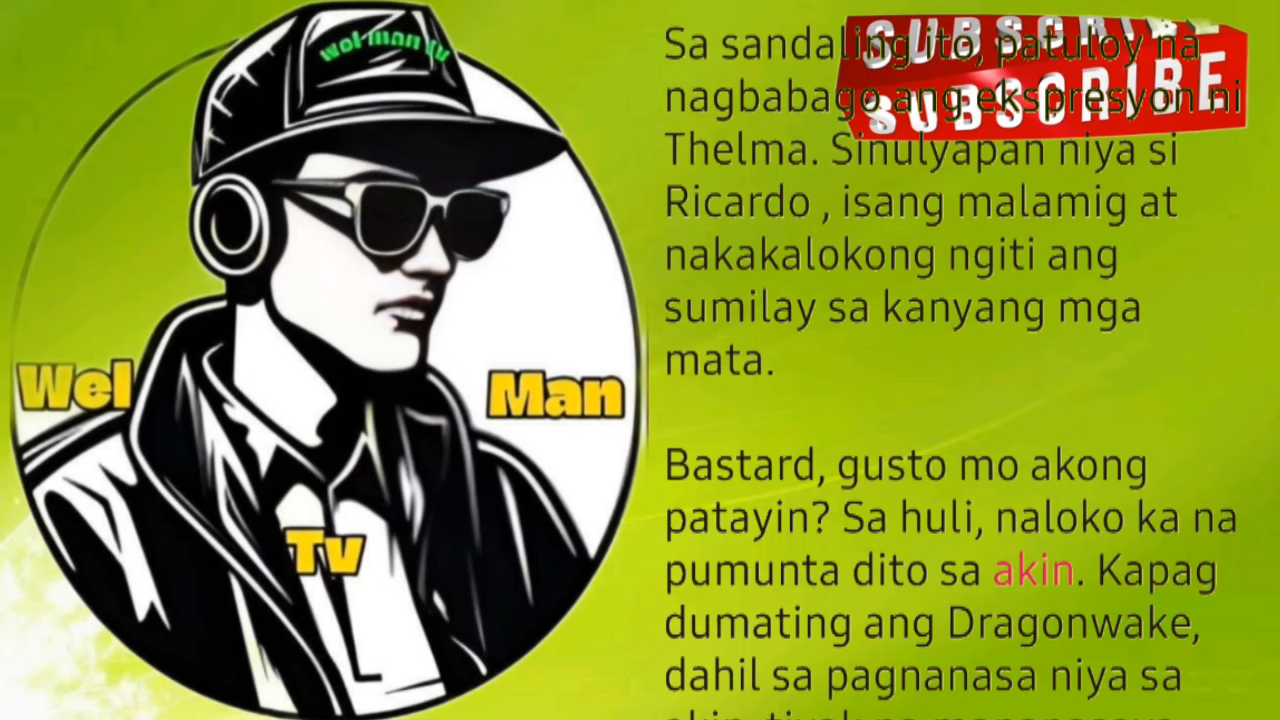 wel man tv
Wel
Man
Tv
SUBSCRIBE
SUBSCRIBE
Sa sandaling ito, patuloy na
nagbabago ang ekspresyon ni
Thelma. Sinulyapan niya si
Ricardo , isang malamig at
nakakalokong ngiti ang
sumilay sa kanyang mga
mata.
Bastard, gusto mo akong
patayin? Sa huli, naloko ka na
pumunta dito sa akin. Kapag
dumating ang Dragonwake,
dahil sa pagnanasa niya sa